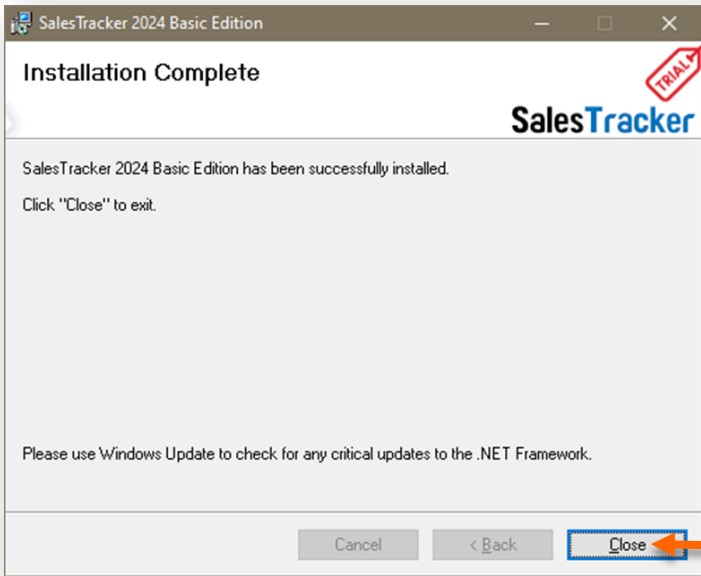 SalesTracker 2024 Basic Edition
Installation Complete
TRIAL
SalesTracker
SalesTracker 2024 Basic Edition has been successfully installed.
Click "Close" to exit.
Please use Windows Update to check for any critical updates to the .NET Framework.
Cancel
< Back
Close